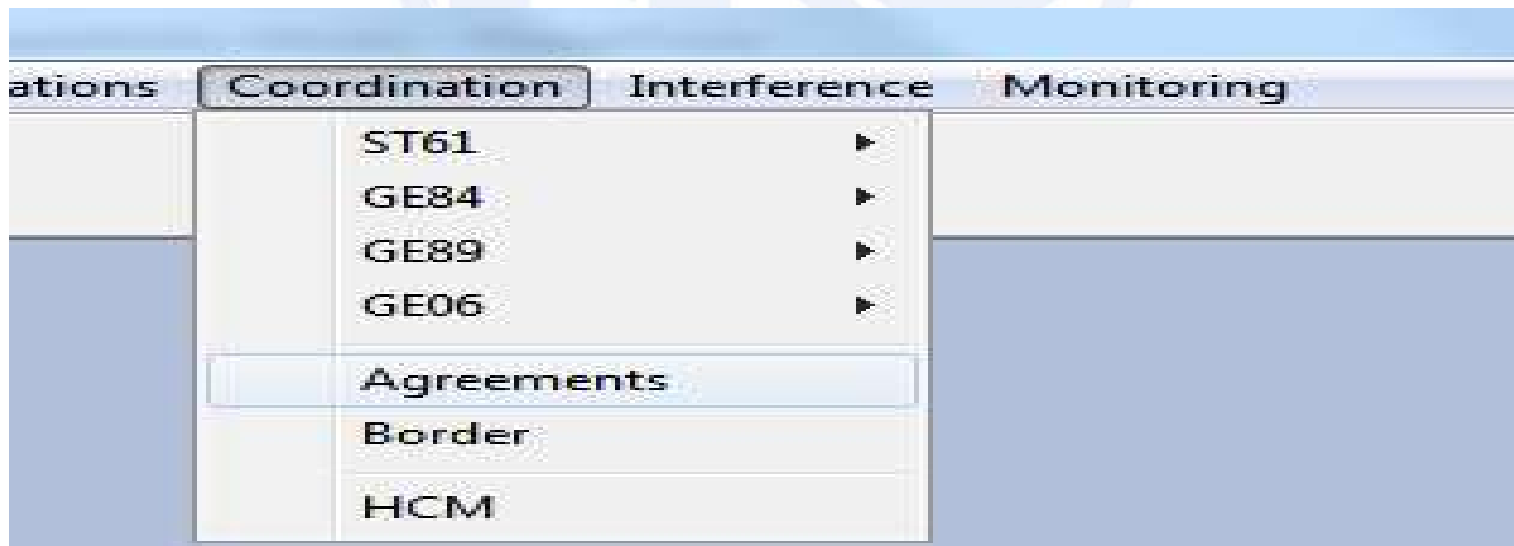 ations Coordination Interference Monitoring
ST61
GE84
GE89
GE06
Agreements
Border
HCM